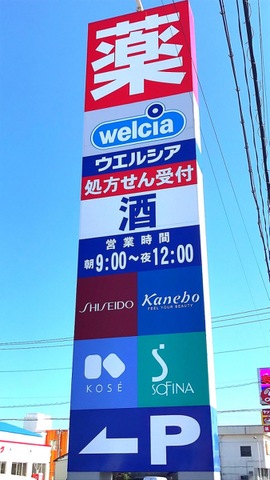 薬
welcia
ウエルシア
処方せん受付
酒
営業時間
朝9:00〜夜12:00
SHISEIDO
Kanebo
FEEL YOUR BEAUTY
KOSÉ
SOFINA
P